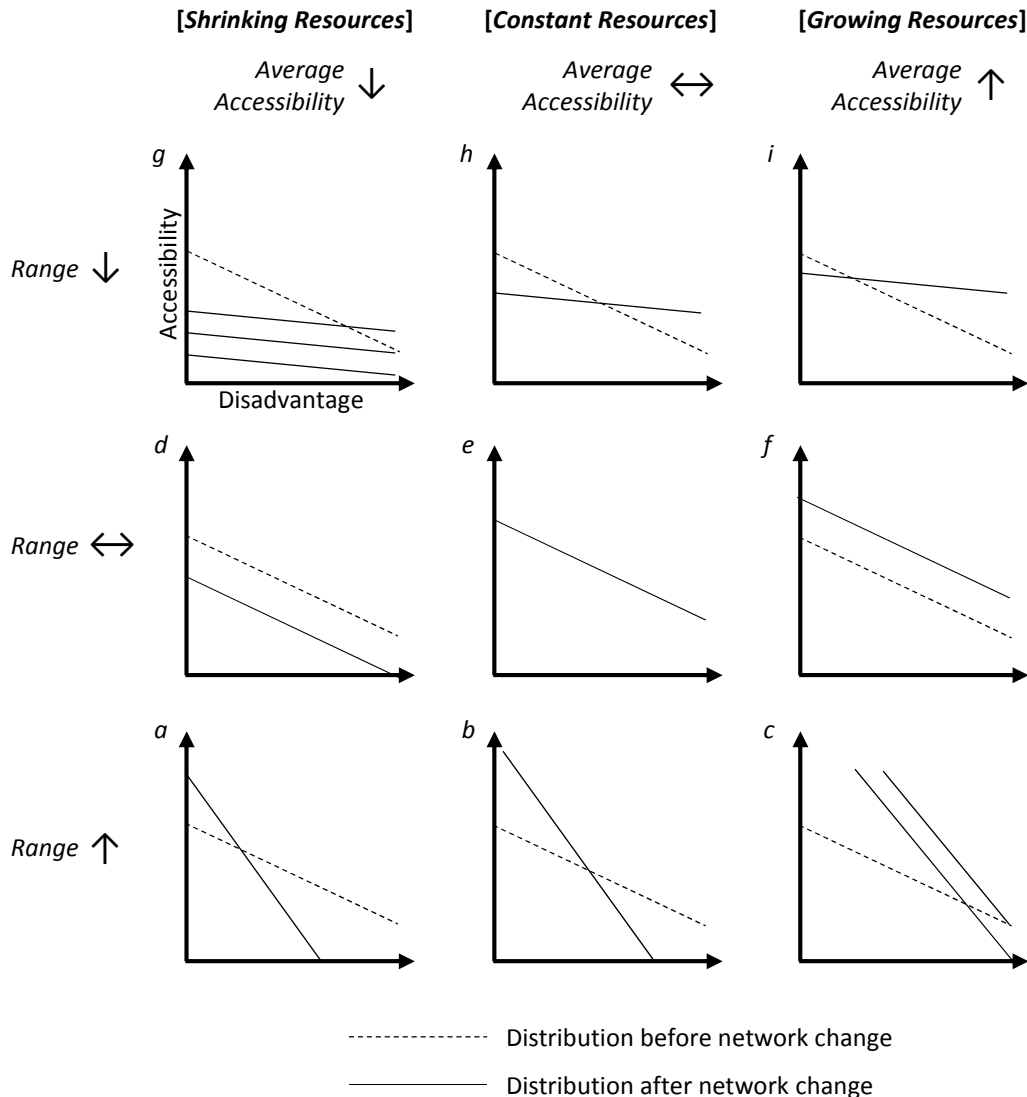 [Shrinking Resources] [Constant Resources] [Growing Resources]
Average Average Average
Accessibility Accessibility Accessibility
g h i
Accessibility
Range
Disadvantage
d e f
Range
a b c
Range
Distribution before network change
Distribution after network change